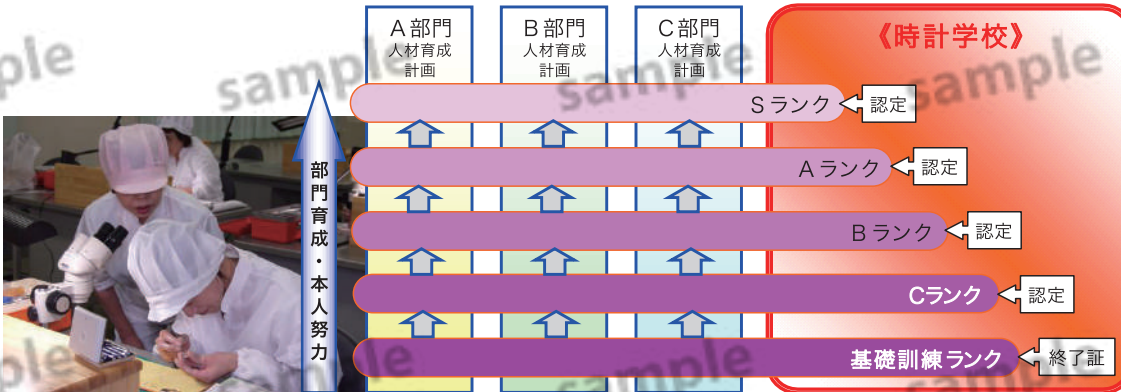 A部門
人材育成
計画
B部門
人材育成
計画
C部門
人材育成
計画
《時計学校》
Sランク
認定
Aランク
認定
Bランク
認定
Cランク
認定
基礎訓練ランク
終了証
部門育成・本人努力
sample
sample
sample
sample
sample
sample
sample
sample